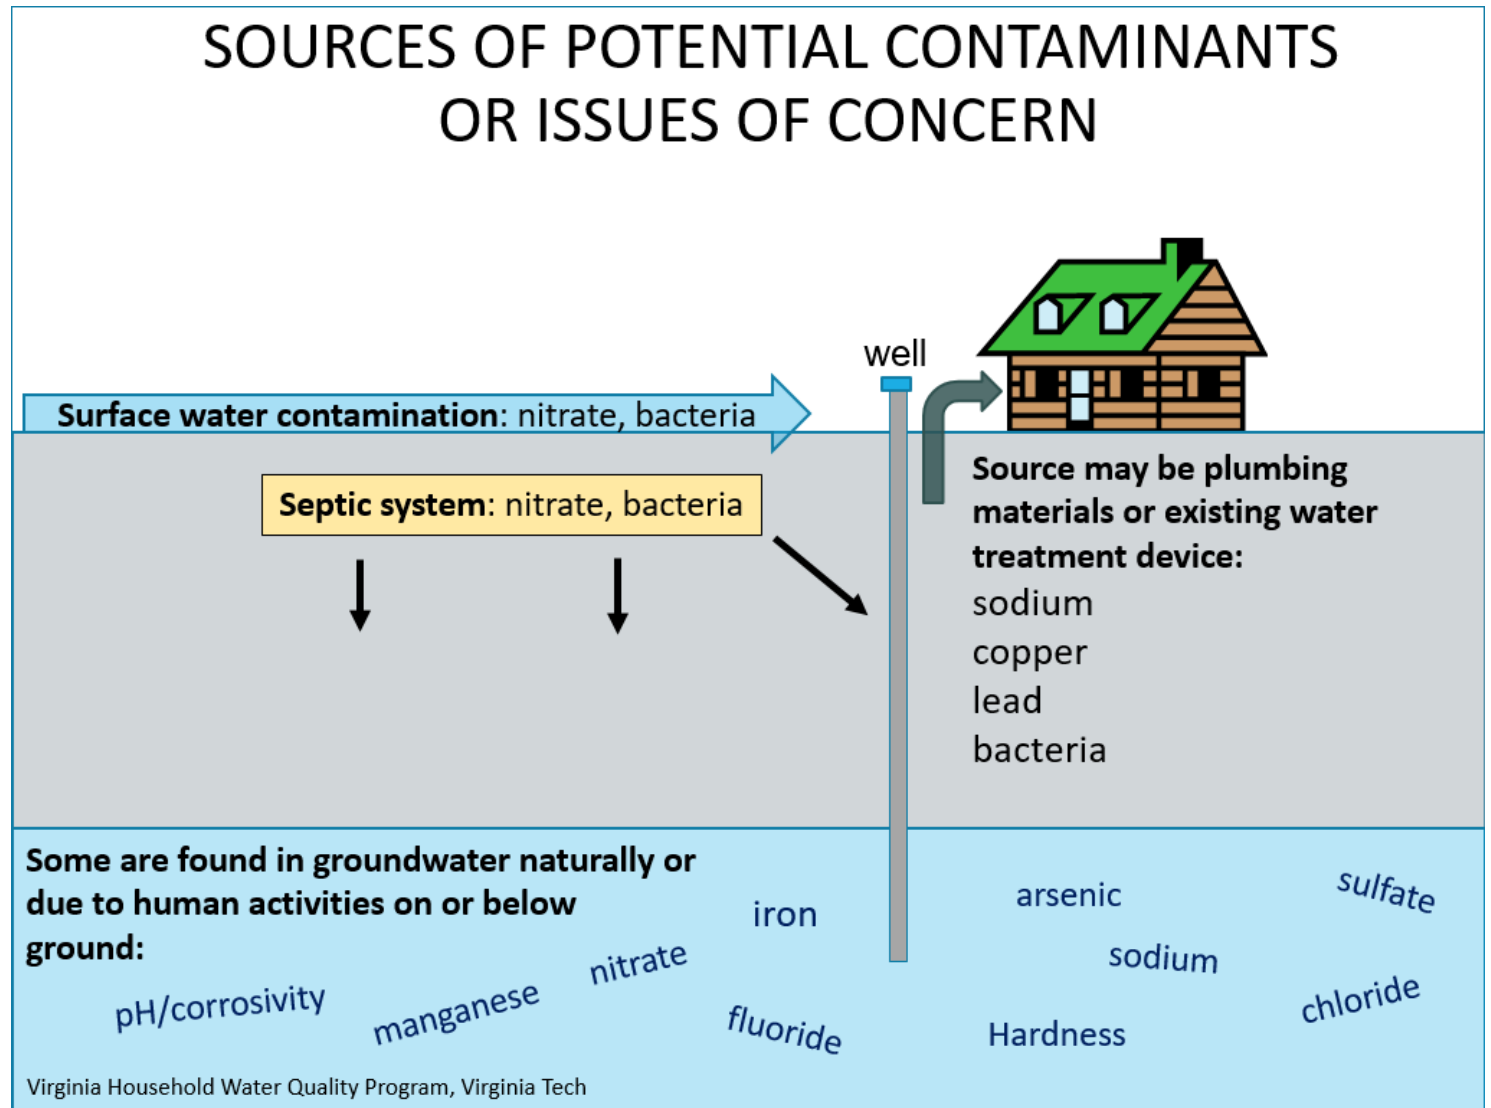 SOURCES OF POTENTIAL CONTAMINANTS
OR ISSUES OF CONCERN
well
Surface water contamination: nitrate, bacteria
Septic system: nitrate, bacteria
Source may be plumbing
materials or existing water
treatment device:
sodium
copper
lead
bacteria
Some are found in groundwater naturally or
due to human activities on or below
ground:
pH/corrosivity
manganese
nitrate
iron
fluoride
arsenic
sodium
Hardness
sulfate
chloride
Virginia Household Water Quality Program, Virginia Tech